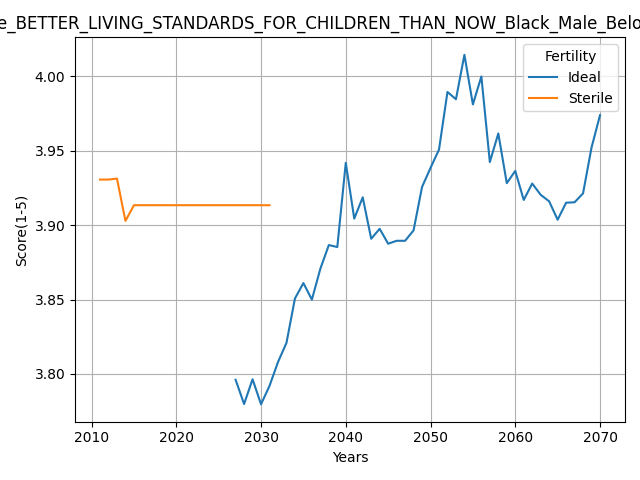 e_BETTER_LIVING_STANDARDS_FOR_CHILDREN_THAN_NOW_Black_Male_Belo
Fertility
Ideal
Sterile
Score(1-5)
4.00
3.95
3.90
3.85
3.80
2010 2020 2030 2040 2050 2060 2070
Years